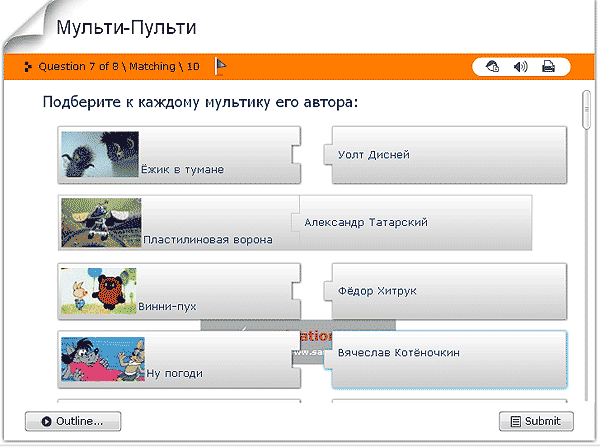 Мульти-Пульти
Question 7 of 8 \ Matching \ 10
Подберите к каждому мультику его автора:
Ёжик в тумане
Уолт Дисней
Пластилиновая ворона
Александр Татарский
Винни-пух
Фёдор Хитрук
Ну погоди
Вячеслав Котёночкин
Outline...
Submit